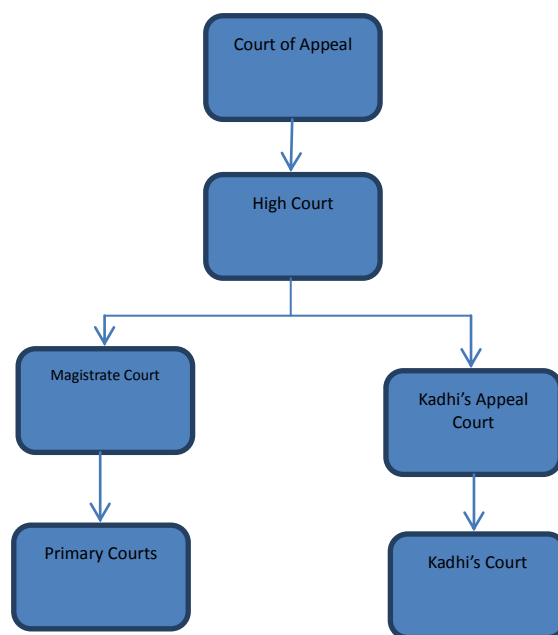 Court of Appeal
High Court
Magistrate Court
Kadhi’s Appeal
Court
Primary Courts
Kadhi’s Court